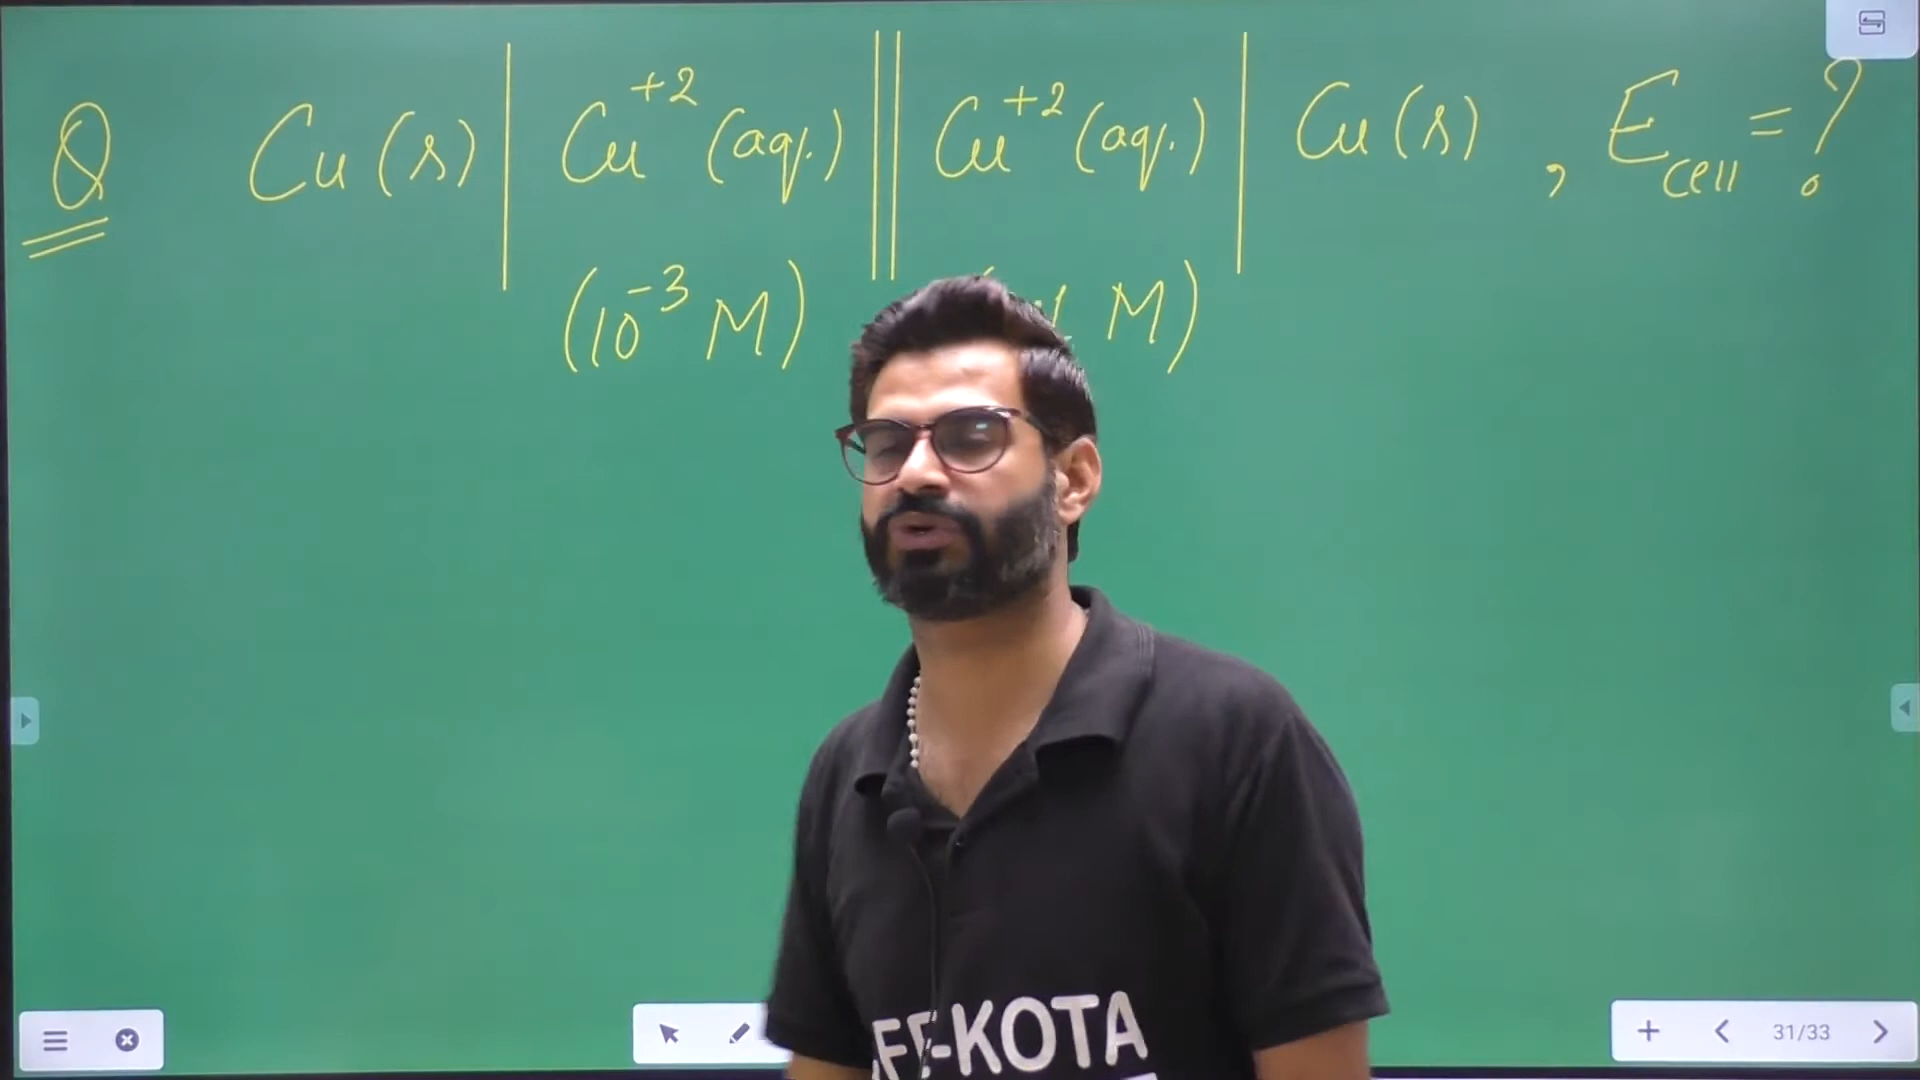 Q Cu(s) | Cu+2 (aq.) || Cu+2 (aq.) | Cu(s) , Ecell = ?
(10-3 M) M)
-KOTA
31/33